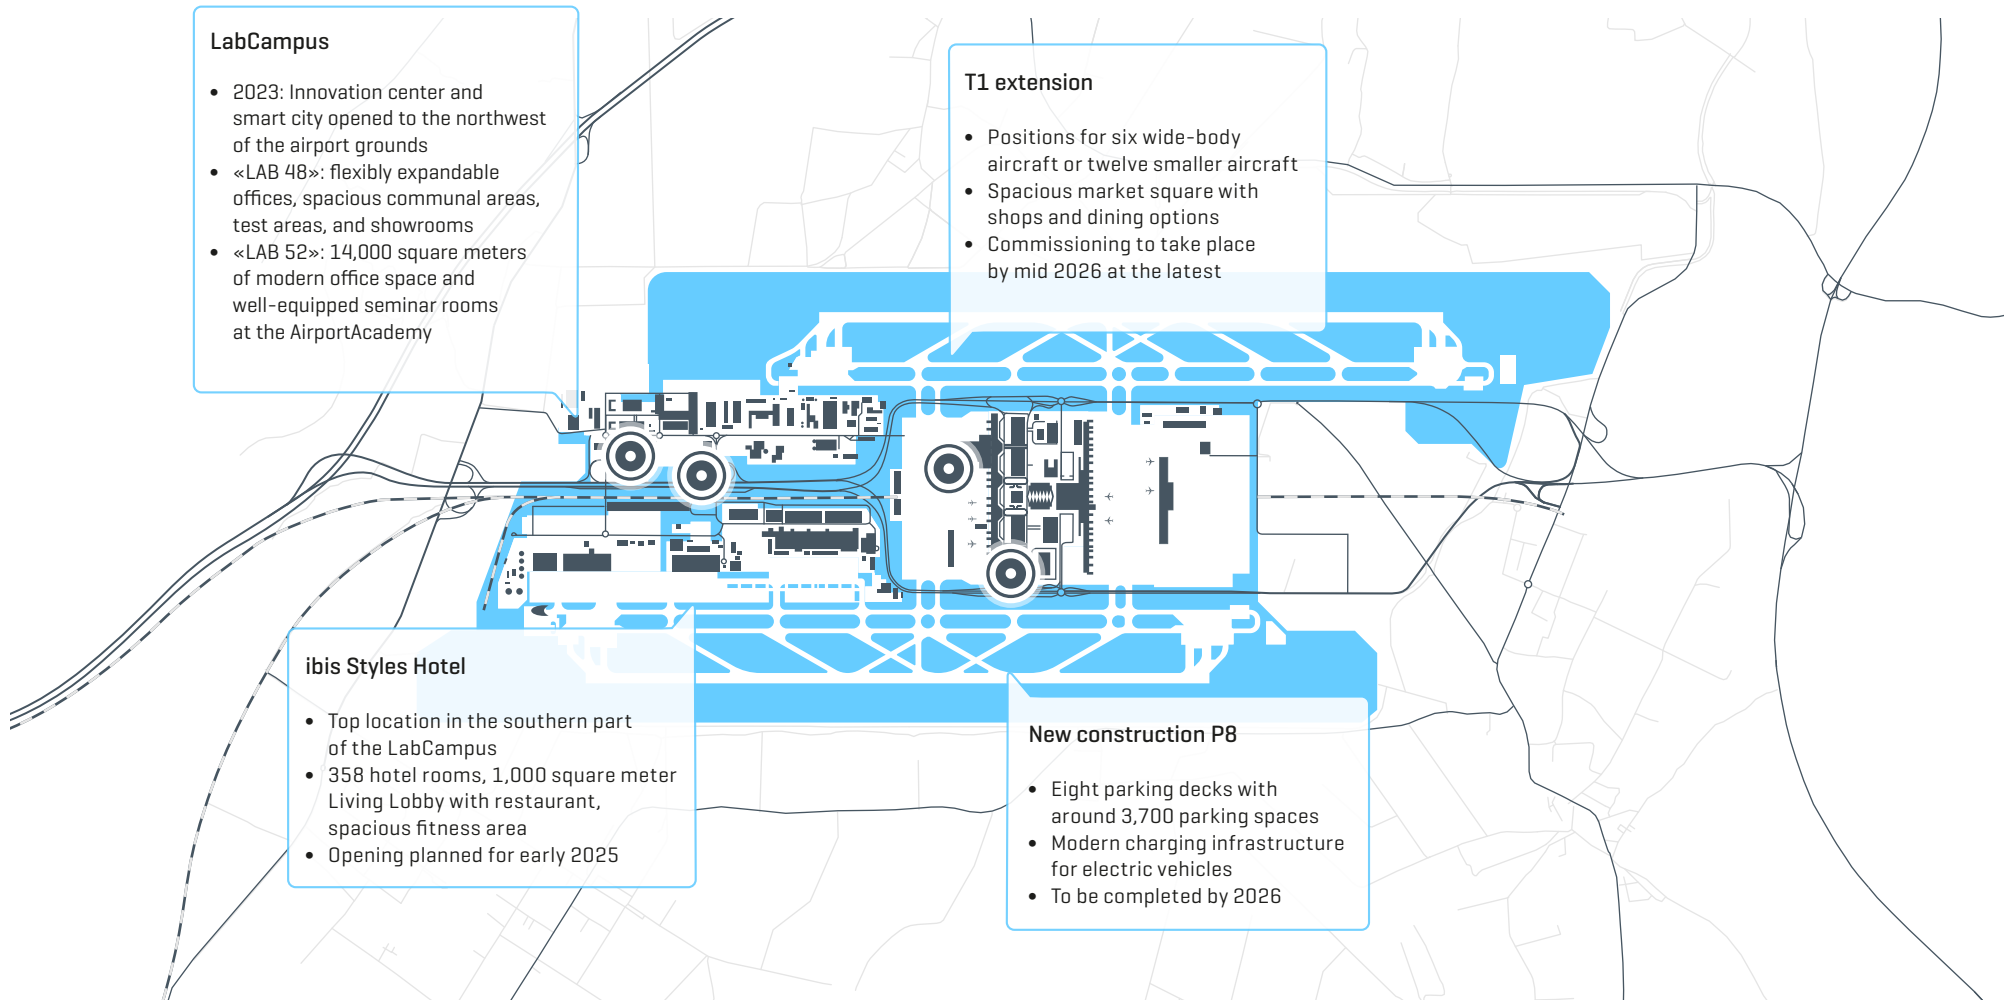 LabCampus
• 2023: Innovation center and
smart city opened to the northwest
of the airport grounds
• «LAB 48»: flexibly expandable
offices, spacious communal areas,
test areas, and showrooms
• «LAB 52»: 14,000 square meters
of modern office space and
well-equipped seminar rooms
at the AirportAcademy
T1 extension
• Positions for six wide-body
aircraft or twelve smaller aircraft
• Spacious market square with
shops and dining options
• Commissioning to take place
by mid 2026 at the latest
ibis Styles Hotel
• Top location in the southern part
of the LabCampus
• 358 hotel rooms, 1,000 square meter
Living Lobby with restaurant,
spacious fitness area
• Opening planned for early 2025
New construction P8
• Eight parking decks with
around 3,700 parking spaces
• Modern charging infrastructure
for electric vehicles
• To be completed by 2026